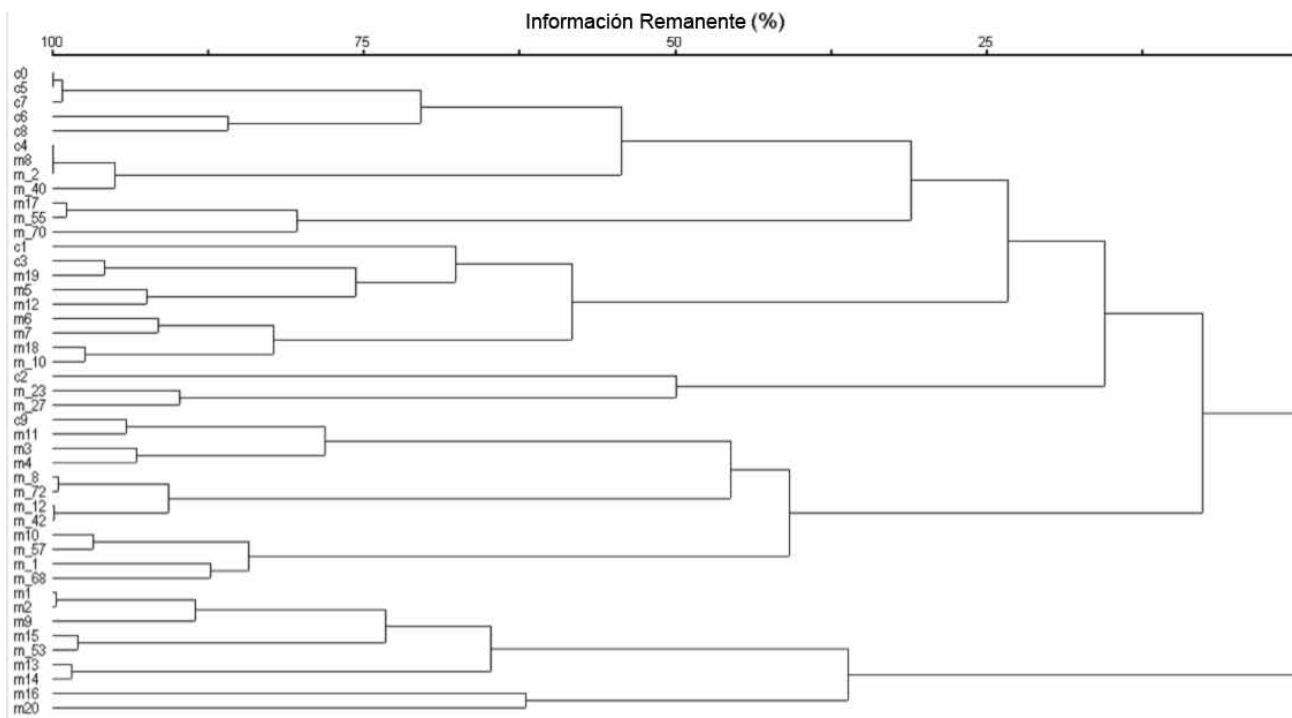 Información Remanente (%)
100 75 50 25
c0
c5
c7
c6
c8
c4
m8
m_2
m_40
m17
m_55
m_70
c1
c3
m19
m5
m12
m6
m7
m18
m_10
c2
m_23
m_27
c9
m11
m3
m4
m_8
m_72
m_12
m_42
m10
m_57
m_1
m_68
m1
m2
m9
m15
m_53
m13
m14
m16
m20